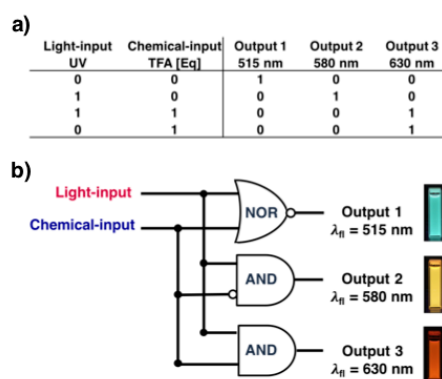 a)
Light-input Chemical-input Output 1 Output 2 Output 3
UV TFA [Eq] 515 nm 580 nm 630 nm
0 0 1 0 0
1 0 0 1 0
1 1 0 0 1
0 1 0 0 1
b)
Light-input
Chemical-input
NOR
Output 1
λfl = 515 nm
AND
Output 2
λfl = 580 nm
AND
Output 3
λfl = 630 nm